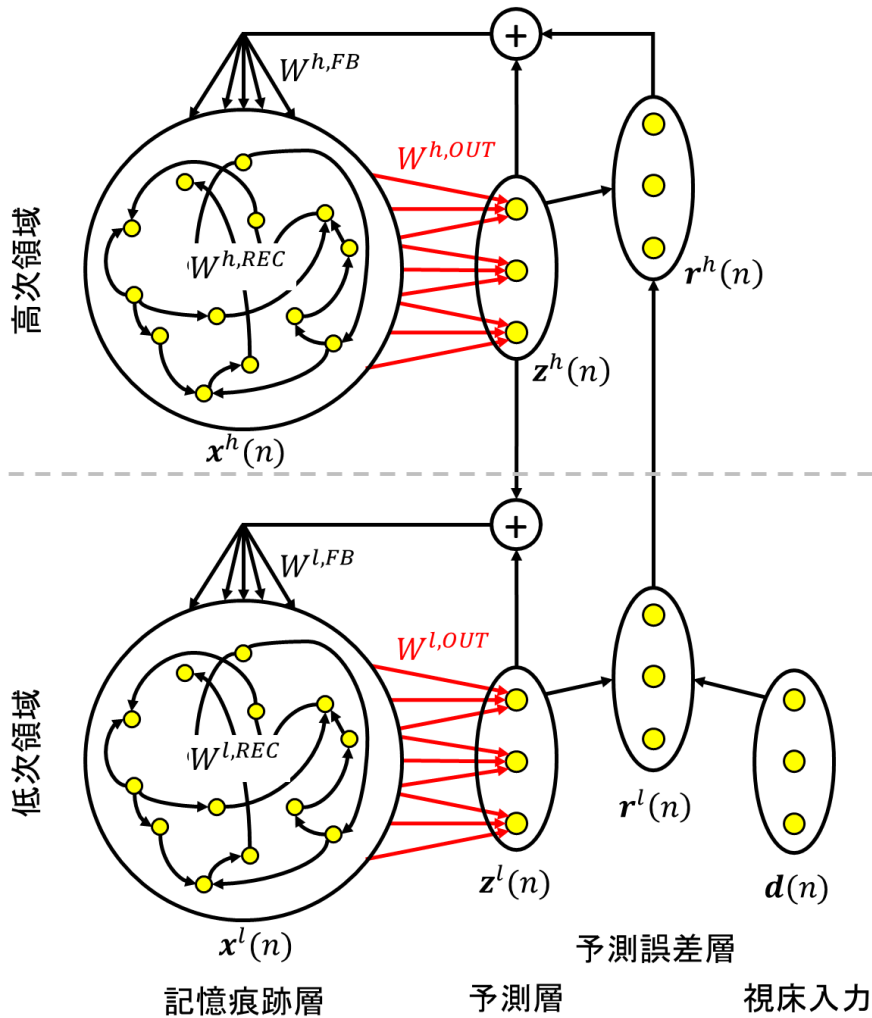 +
W^{h,FB}
W^{h,OUT}
高次領域
W^{h,REC}
r^h(n)
z^h(n)
x^h(n)
+
W^{l,FB}
W^{l,OUT}
低次領域
W^{l,REC}
r^l(n)
z^l(n)
d(n)
x^l(n)
予測誤差層
記憶痕跡層
予測層
視床入力